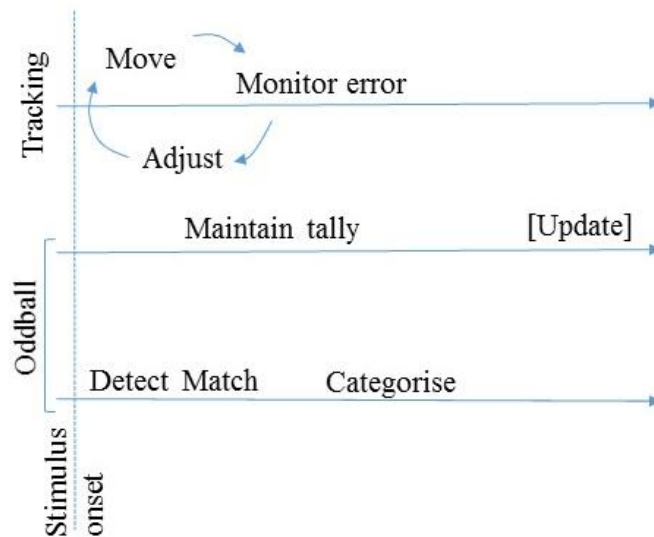 Tracking
Move
Monitor error
Adjust
Oddball
Maintain tally
[Update]
Detect Match
Categorise
Stimulus
onset